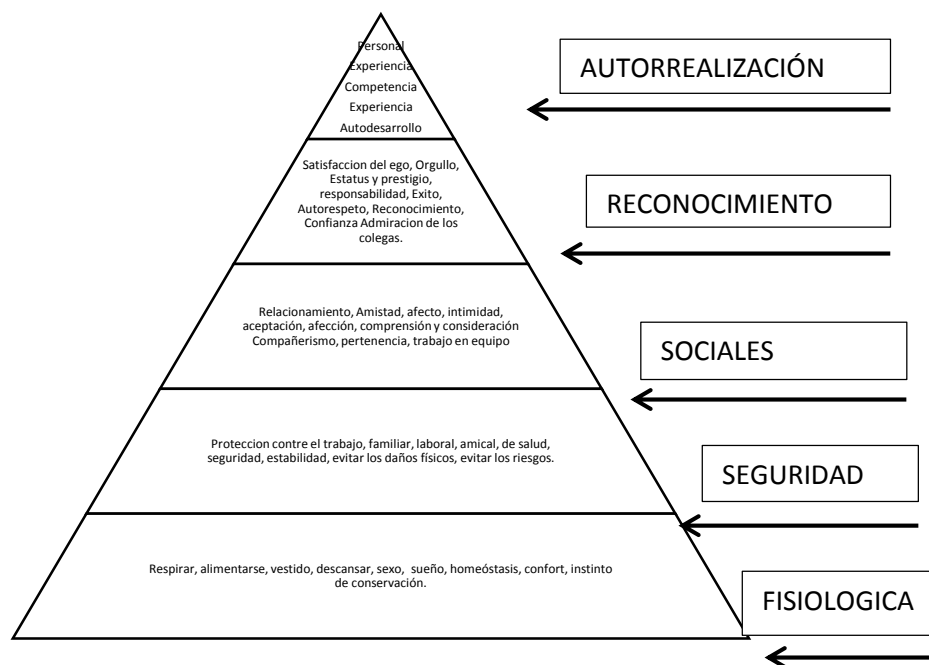 Personal
Experiencia
Competencia
Experiencia
Autodesarrollo
AUTORREALIZACIÓN
Satisfaccion del ego, Orgullo,
Estatus y prestigio,
responsabilidad, Exito,
Autorespeto, Reconocimiento,
Confianza Admiracion de los
colegas.
RECONOCIMIENTO
Relacionamiento, Amistad, afecto, intimidad,
aceptación, afección, comprensión y consideración
Compañerismo, pertenencia, trabajo en equipo
SOCIALES
Proteccion contre el trabajo, familiar, laboral, amical, de salud,
seguridad, estabilidad, evitar los daños físicos, evitar los riesgos.
SEGURIDAD
Respirar, alimentarse, vestido, descansar, sexo, sueño, homeóstasis, confort, instinto
de conservación.
FISIOLOGICA